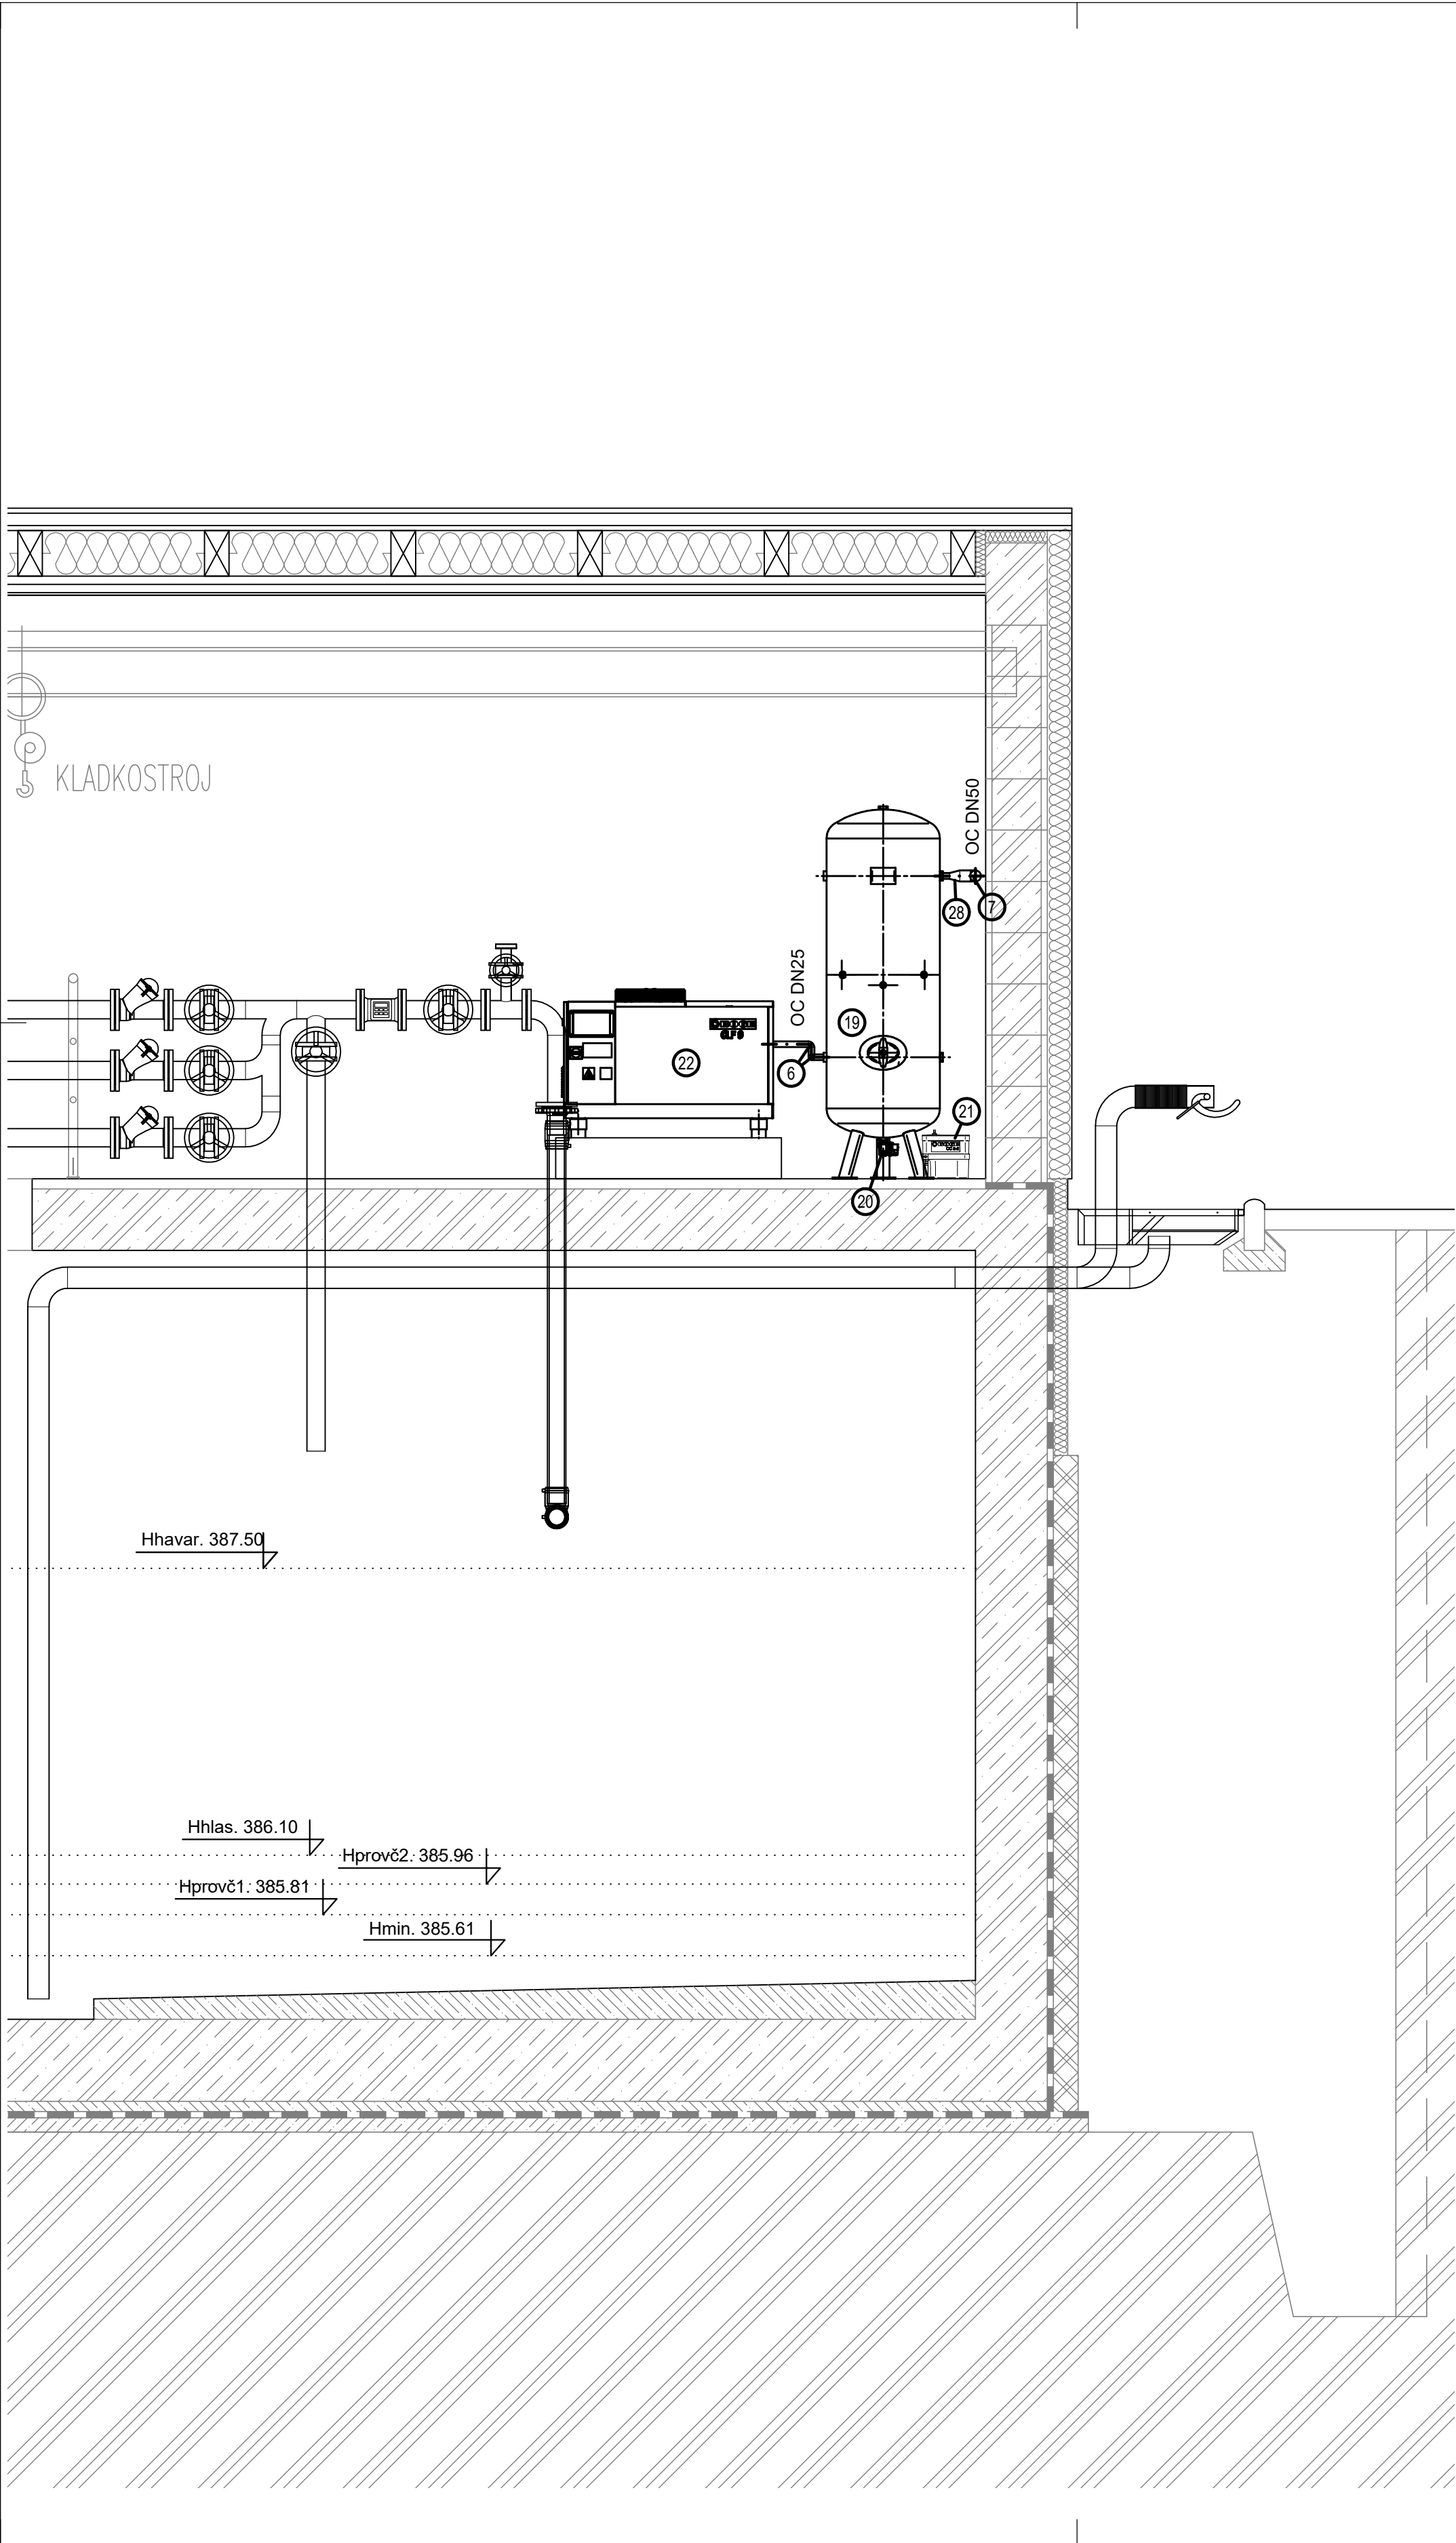 KLADKOSTROJ
OC DN50
28
7
OC DN25
19
22
6
21
20
Hhavar. 387.50
Hhlas. 386.10
Hprovč2. 385.96
Hprovč1. 385.81
Hmin. 385.61